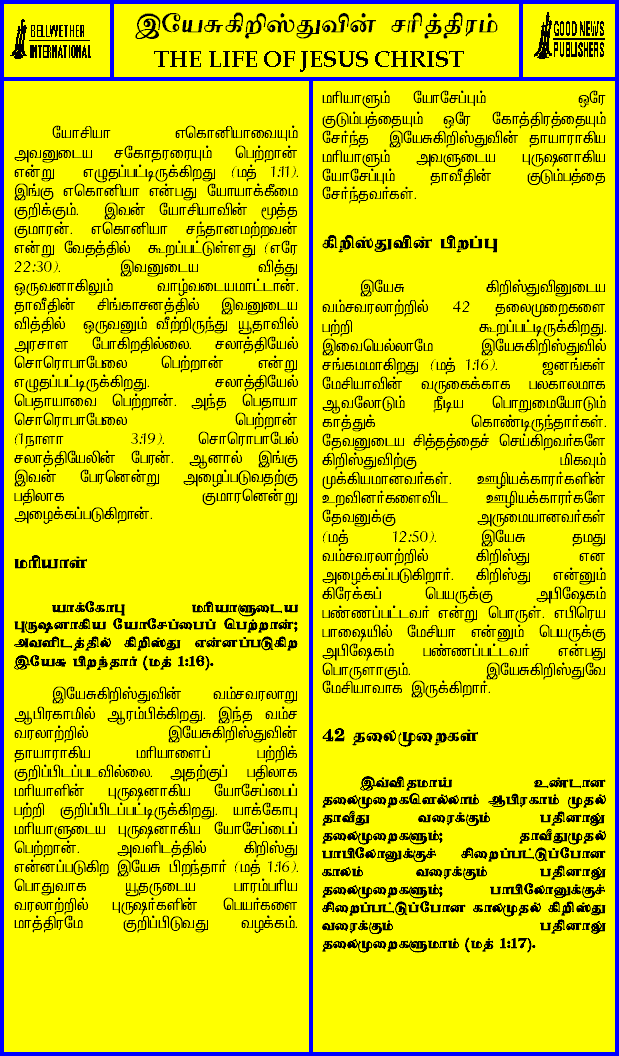 BELLWETHER
INTERNATIONAL
இயேசுகிறிஸ்துவின் சரித்திரம்
THE LIFE OF JESUS CHRIST
GOOD NEWS
PUBLISHERS
யோசியா எகொனியாவையும்
அவனுடைய சகோதரரையும் பெற்றான்
என்று எழுதப்பட்டிருக்கிறது (மத் 1:11).
இங்கு எகொனியா என்பது யோயாக்கீமை
குறிக்கும். இவன் யோசியாவின் மூத்த
குமாரன். எகொனியா சந்தானமற்றவன்
என்று வேதத்தில் கூறப்பட்டுள்ளது (எரே
22:30). இவனுடைய வித்து
ஒருவனாகிலும் வாழ்வடையமாட்டான்.
தாவீதின் சிங்காசனத்தில் இவனுடைய
வித்தில் ஒருவனும் வீற்றிருந்து யூதாவில்
அரசாள போகிறதில்லை. சலாத்தியேல்
சொரொபாபேலை பெற்றான் என்று
எழுதப்பட்டிருக்கிறது. சலாத்தியேல்
பெதாயாவை பெற்றான். அந்த பெதாயா
சொரொபாபேலை பெற்றான்
(1நாளா 3:19). சொரொபாபேல்
சலாத்தியேலின் பேரன். ஆனால் இங்கு
இவன் பேரனென்று அழைப்படுவதற்கு
பதிலாக குமாரனென்று
அழைக்கப்படுகிறான்.
மரியாள்
யாக்கோபு மரியாளுடைய
புருஷனாகிய யோசேப்பைப் பெற்றான்;
அவளிடத்தில் கிறிஸ்து என்னப்படுகிற
இயேசு பிறந்தார் (மத் 1:16).
இயேசுகிறிஸ்துவின் வம்சவரலாறு
ஆபிரகாமில் ஆரம்பிக்கிறது. இந்த வம்ச
வரலாற்றில் இயேசுகிறிஸ்துவின்
தாயாராகிய மரியாளைப் பற்றிக்
குறிப்பிடப்படவில்லை. அதற்குப் பதிலாக
மரியாளின் புருஷனாகிய யோசேப்பைப்
பற்றி குறிப்பிடப்பட்டிருக்கிறது. யாக்கோபு
மரியாளுடைய புருஷனாகிய யோசேப்பைப்
பெற்றான். அவளிடத்தில் கிறிஸ்து
என்னப்படுகிற இயேசு பிறந்தார் (மத் 1:16).
பொதுவாக யூதருடைய பாரம்பரிய
வரலாற்றில் புருஷர்களின் பெயர்களை
மாத்திரமே குறிப்பிடுவது வழக்கம்.
மரியாளும் யோசேப்பும் ஒரே
குடும்பத்தையும் ஒரே கோத்திரத்தையும்
சேர்ந்த இயேசுகிறிஸ்துவின் தாயாராகிய
மரியாளும் அவளுடைய புருஷனாகிய
யோசேப்பும் தாவீதின் குடும்பத்தை
சேர்ந்தவர்கள்.
கிறிஸ்துவின் பிறப்பு
இயேசு கிறிஸ்துவினுடைய
வம்சவரலாற்றில் 42 தலைமுறைகளை
பற்றி கூறப்பட்டிருக்கிறது.
இவையெல்லாமே இயேசுகிறிஸ்துவில்
சங்கமமாகிறது (மத் 1:16). ஜனங்கள்
மேசியாவின் வருகைக்காக பலகாலமாக
ஆவலோடும் நீடிய பொறுமையோடும்
காத்துக் கொண்டிருந்தார்கள்.
தேவனுடைய சித்தத்தைச் செய்கிறவர்களே
கிறிஸ்துவிற்கு மிகவும்
முக்கியமானவர்கள். ஊழியக்காரர்களின்
உறவினர்களைவிட ஊழியக்காரர்களே
தேவனுக்கு அருமையானவர்கள்
(மத் 12:50). இயேசு தமது
வம்சவரலாற்றில் கிறிஸ்து என
அழைக்கப்படுகிறார். கிறிஸ்து என்னும்
கிரேக்கப் பெயருக்கு அபிஷேகம்
பண்ணப்பட்டவர் என்று பொருள். எபிரெய
பாஷையில் மேசியா என்னும் பெயருக்கு
அபிஷேகம் பண்ணப்பட்டவர் என்பது
பொருளாகும். இயேசுகிறிஸ்துவே
மேசியாவாக இருக்கிறார்.
42 தலைமுறைகள்
இவ்விதமாய் உண்டான
தலைமுறைகளெல்லாம் ஆபிரகாம் முதல்
தாவீது வரைக்கும் பதினாலு
தலைமுறைகளும்; தாவீதுமுதல்
பாபிலோனுக்குச் சிறைப்பட்டுப்போன
காலம் வரைக்கும் பதினாலு
தலைமுறைகளும்; பாபிலோனுக்குச்
சிறைப்பட்டுப்போன காலமுதல் கிறிஸ்து
வரைக்கும் பதினாலு
தலைமுறைகளுமாம் (மத் 1:17).